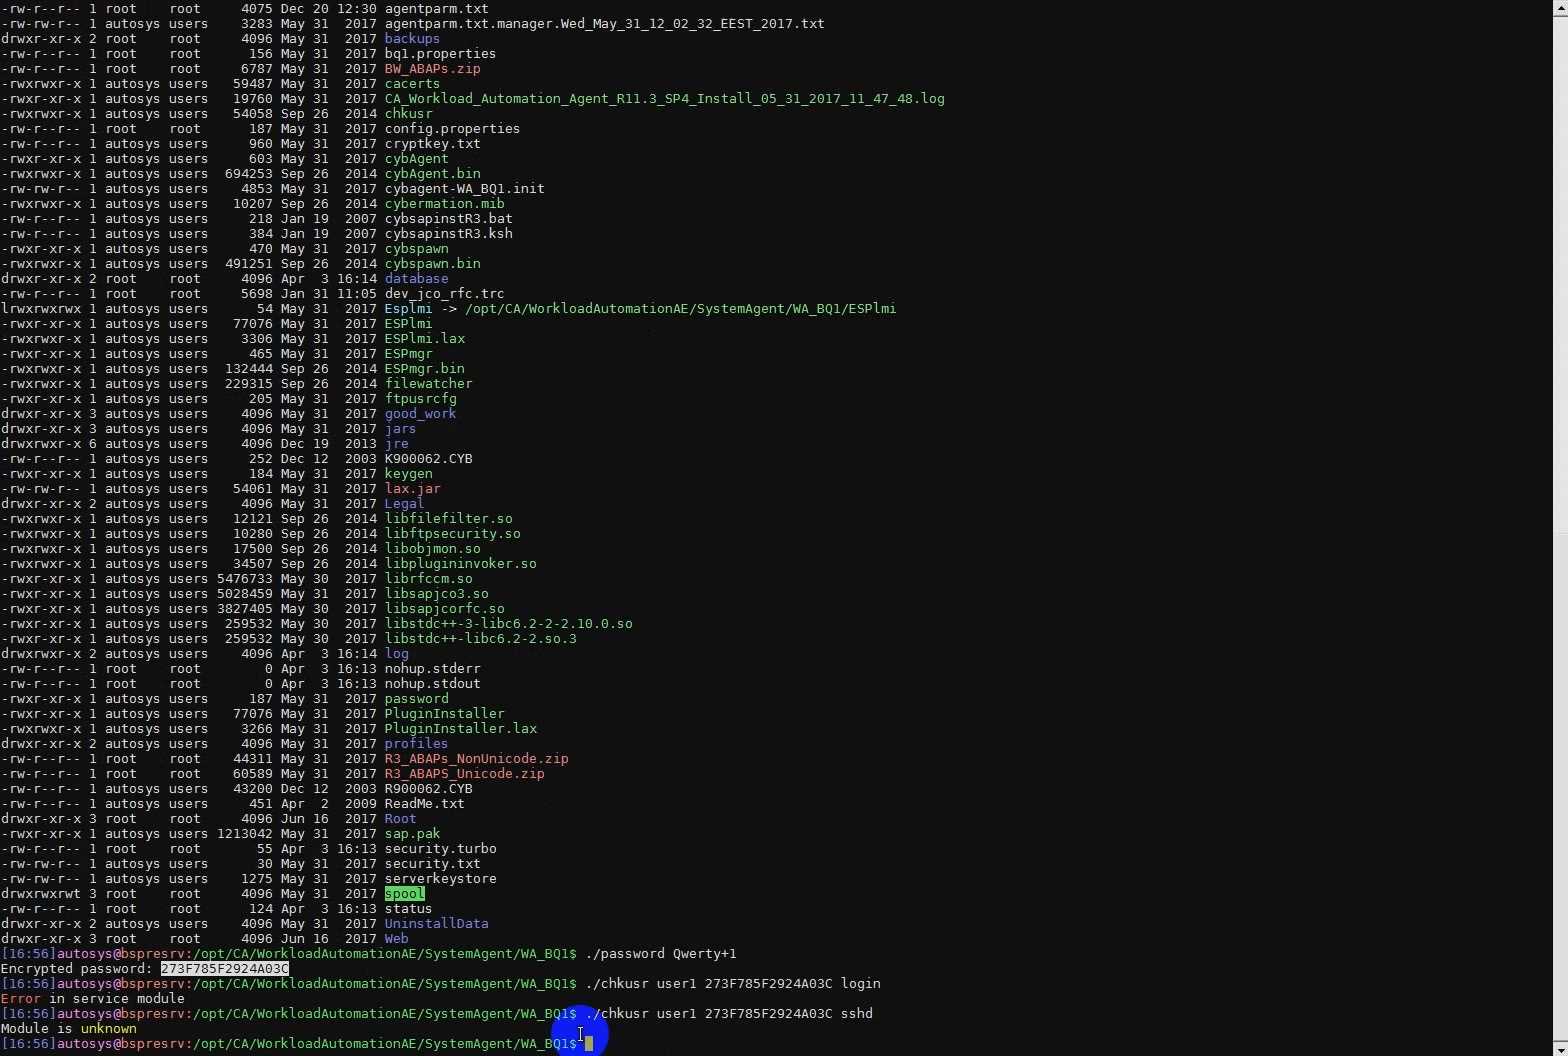 -rw-r--r-- 1 root    root     4075 Dec 20 12:30 agentparm.txt
-rw-r--r-- 1 autosys users    3283 May 31  2017 agentparm.txt.manager.Wed_May_31_12_02_32_EEST_2017.txt
drwxr-xr-x 2 root    root     4096 May 31  2017 backups
-rw-r--r-- 1 root    root      156 May 31  2017 bq1.properties
-rw-r--r-- 1 root    root     6787 May 31  2017 BW_ABAPs.zip
-rwxrwxr-x 1 autosys users   59487 May 31  2017 cacerts
-rwxrwxr-x 1 autosys users   19760 May 31  2017 CA_Workload_Automation_Agent_R11.3_SP4_Install_05_31_2017_11_47_48.log
-rwxrwxr-x 1 autosys users   54058 Sep 26  2014 chkusr
-rw-r--r-- 1 root    root      187 May 31  2017 config.properties
-rw-r--r-- 1 autosys users     960 May 31  2017 cryptkey.txt
-rwxr-xr-x 1 autosys users     603 May 31  2017 cybAgent
-rwxr-xr-x 1 autosys users  694253 Sep 26  2014 cybAgent.bin
-rw-rw-r-- 1 autosys users    4853 May 31  2017 cybagent-WA_BQ1.init
-rwxrwxr-x 1 autosys users   10207 Sep 26  2014 cybermation.mib
-rw-r--r-- 1 autosys users     218 Jan 19  2007 cybsapinstR3.bat
-rw-r--r-- 1 autosys users     384 Jan 19  2007 cybsapinstR3.ksh
-rwxr-xr-x 1 autosys users     470 May 31  2017 cybspawn
-rwxrwxr-x 1 autosys users  491251 Sep 26  2014 cybspawn.bin
drwxr-xr-x 2 root    root     4096 Apr  3 16:14 database
-rw-r--r-- 1 root    root     5698 Jan 31 11:05 dev_jco_rfc.trc
lrwxrwxrwx 1 autosys users      54 May 31  2017 Esplmi -> /opt/CA/WorkloadAutomationAE/SystemAgent/WA_BQ1/ESPlmi
-rwxr-xr-x 1 autosys users   77076 May 31  2017 ESPlmi
-rwxr-xr-x 1 autosys users    3306 May 31  2017 ESPlmi.lax
-rwxr-xr-x 1 autosys users     465 May 31  2017 ESPmgr
-rwxrwxr-x 1 autosys users  132444 Sep 26  2014 ESPmgr.bin
-rwxrwxr-x 1 autosys users  229315 Sep 26  2014 filewatcher
-rwxr-xr-x 1 autosys users     205 May 31  2017 ftpusrcfg
drwxr-xr-x 3 root    root     4096 May 31  2017 good_work
drwxr-xr-x 3 autosys users    4096 May 31  2017 jars
drwxrwxr-x 6 autosys users    4096 Dec 19  2013 jre
-rw-r--r-- 1 autosys users     252 Dec 12  2003 K900062.CYB
-rwxr-xr-x 1 autosys users     184 May 31  2017 keygen
-rw-rw-r-- 1 autosys users   54061 May 31  2017 lax.jar
drwxr-xr-x 2 autosys users    4096 May 31  2017 Legal
-rwxrwxr-x 1 autosys users   12121 Sep 26  2014 libfilefilter.so
-rwxrwxr-x 1 autosys users   10280 Sep 26  2014 libftpsecurity.so
-rwxrwxr-x 1 autosys users   17500 Sep 26  2014 libobjmon.so
-rwxrwxr-x 1 autosys users   34507 Sep 26  2014 libplugininvoker.so
-rwxr-xr-x 1 autosys users 5476733 May 30  2017 librfccm.so
-rwxr-xr-x 1 autosys users 5028459 May 31  2017 libsapjco3.so
-rwxr-xr-x 1 autosys users 3827405 May 30  2017 libsapjcorfc.so
-rwxr-xr-x 1 autosys users  259532 May 30  2017 libstdc++-3-libc6.2-2-2.10.0.so
-rwxr-xr-x 1 autosys users  259532 May 30  2017 libstdc++-libc6.2-2.so.3
drwxrwxr-x 2 autosys users    4096 Apr  3 16:14 log
-rw-r--r-- 1 root    root        0 Apr  3 16:13 nohup.stderr
-rw-r--r-- 1 root    root        0 Apr  3 16:13 nohup.stdout
-rwxr-xr-x 1 autosys users     187 May 31  2017 password
-rwxr-xr-x 1 autosys users   77076 May 31  2017 PluginInstaller
-rwxrwxr-x 1 autosys users    3266 May 31  2017 PluginInstaller.lax
drwxr-xr-x 2 autosys users    4096 May 31  2017 profiles
-rw-r--r-- 1 root    root    44311 May 31  2017 R3_ABAPs_NonUnicode.zip
-rw-r--r-- 1 root    root    60589 May 31  2017 R3_ABAPS_Unicode.zip
-rw-r--r-- 1 autosys users   43200 Dec 12  2003 R900062.CYB
-rw-r--r-- 1 autosys users     451 Apr  2  2009 ReadMe.txt
drwxr-xr-x 3 root    root     4096 Jun 16  2017 Root
-rwxr-xr-x 1 autosys users 1213042 May 31  2017 sap.pak
-rw-r--r-- 1 root    root       55 Apr  3 16:13 security.turbo
-rw-rw-r-- 1 autosys users      30 May 31  2017 security.txt
-rw-rw-r-- 1 autosys users    1275 May 31  2017 serverkeystore
drwxrwxrwt 3 root    root     4096 May 31  2017 spool
-rw-r--r-- 1 root    root      124 Apr  3 16:13 status
drwxr-xr-x 2 autosys users    4096 May 31  2017 UninstallData
drwxr-xr-x 3 root    root     4096 Jun 16  2017 Web
[16:56]autosys@bspresrv:/opt/CA/WorkloadAutomationAE/SystemAgent/WA_BQ1$ ./password Qwerty+1
Encrypted password: 273F785F2924A03C
[16:56]autosys@bspresrv:/opt/CA/WorkloadAutomationAE/SystemAgent/WA_BQ1$ ./chkusr user1 273F785F2924A03C login
Error in service module
[16:56]autosys@bspresrv:/opt/CA/WorkloadAutomationAE/SystemAgent/WA_BQ1$ ./chkusr user1 273F785F2924A03C sshd
Module is unknown
[16:56]autosys@bspresrv:/opt/CA/WorkloadAutomationAE/SystemAgent/WA_BQ1$